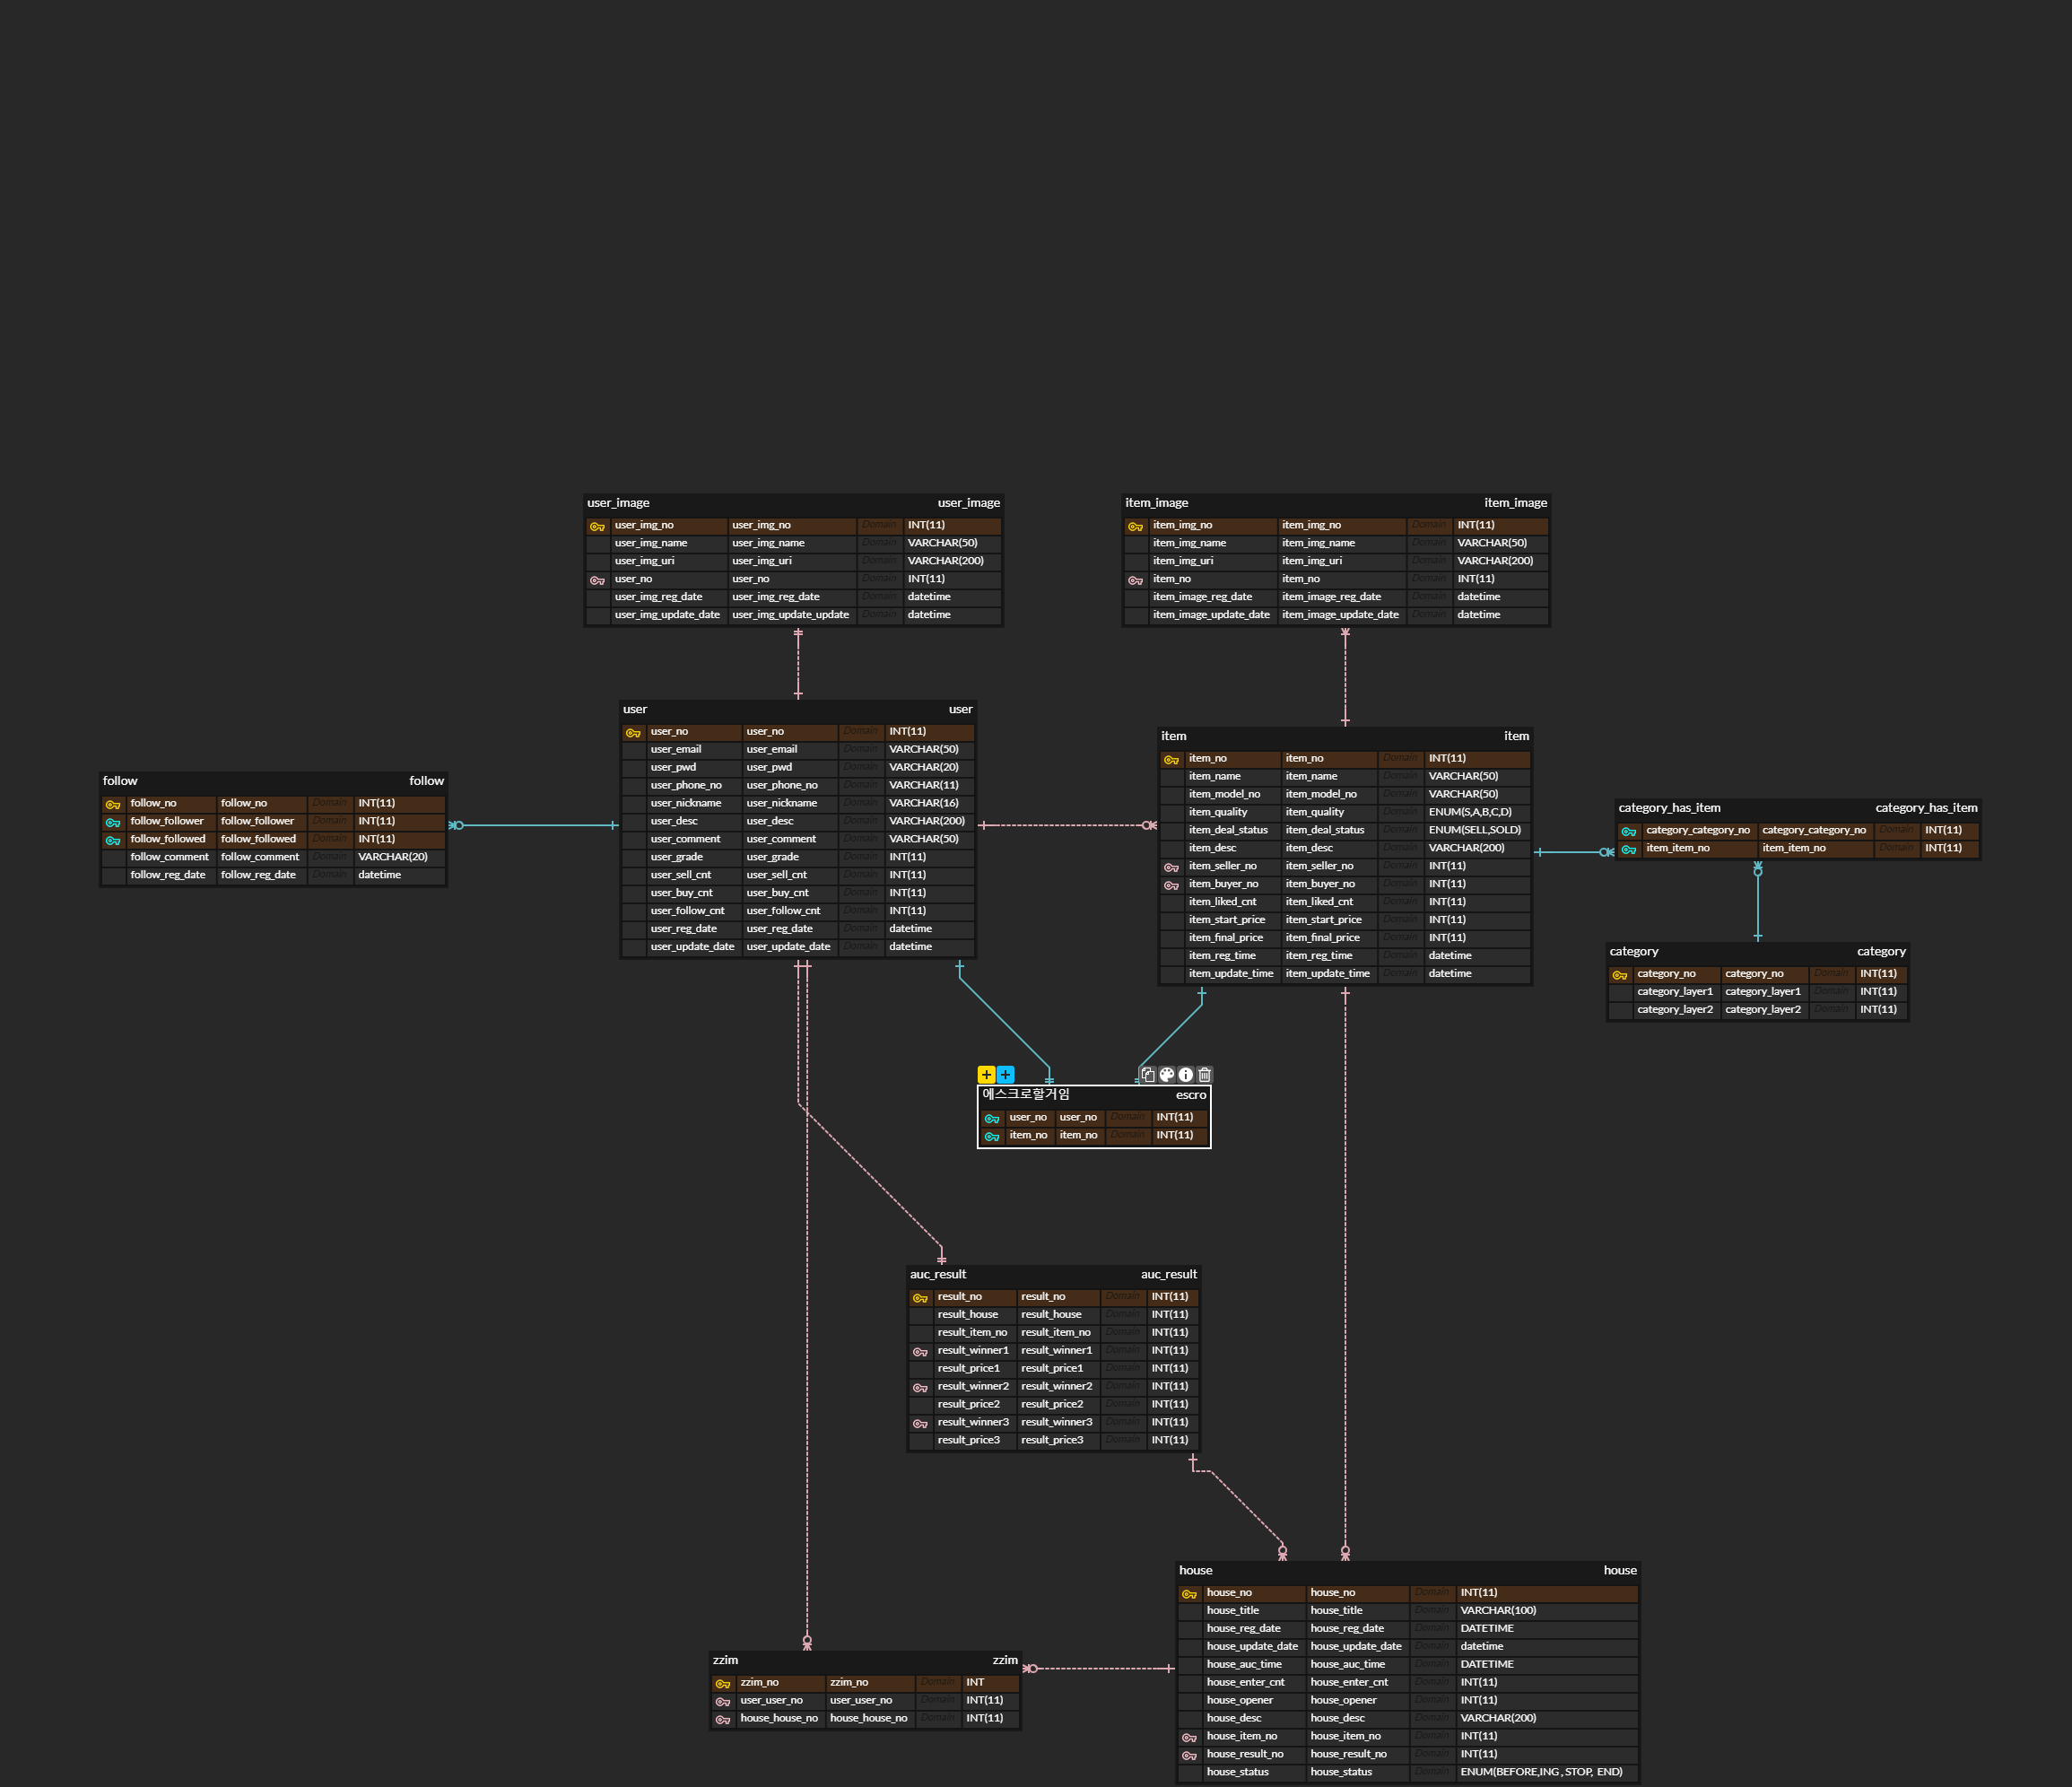 user_image user_image
user_img_no user_img_no Domain INT(11)
user_img_name user_img_name Domain VARCHAR(50)
user_img_uri user_img_uri Domain VARCHAR(200)
user_no user_no Domain INT(11)
user_img_reg_date user_img_reg_date Domain datetime
user_img_update_date user_img_update_update Domain datetime
item_image item_image
item_img_no item_img_no Domain INT(11)
item_img_name item_img_name Domain VARCHAR(50)
item_img_uri item_img_uri Domain VARCHAR(200)
item_no item_no Domain INT(11)
item_image_reg_date item_image_reg_date Domain datetime
item_image_update_date item_image_update_date Domain datetime
follow follow
follow_no follow_no Domain INT(11)
follow_follower follow_follower Domain INT(11)
follow_followed follow_followed Domain INT(11)
follow_comment follow_comment Domain VARCHAR(20)
follow_reg_date follow_reg_date Domain datetime
user user
user_no user_no Domain INT(11)
user_email user_email Domain VARCHAR(50)
user_pwd user_pwd Domain VARCHAR(20)
user_phone_no user_phone_no Domain VARCHAR(11)
user_nickname user_nickname Domain VARCHAR(16)
user_desc user_desc Domain VARCHAR(200)
user_comment user_comment Domain VARCHAR(50)
user_grade user_grade Domain INT(11)
user_sell_cnt user_sell_cnt Domain INT(11)
user_buy_cnt user_buy_cnt Domain INT(11)
user_follow_cnt user_follow_cnt Domain INT(11)
user_reg_date user_reg_date Domain datetime
user_update_date user_update_date Domain datetime
item item
item_no item_no Domain INT(11)
item_name item_name Domain VARCHAR(50)
item_model_no item_model_no Domain VARCHAR(50)
item_quality item_quality Domain ENUM(S,A,B,C,D)
item_deal_status item_deal_status Domain ENUM(SELL,SOLD)
item_desc item_desc Domain VARCHAR(200)
item_seller_no item_seller_no Domain INT(11)
item_buyer_no item_buyer_no Domain INT(11)
item_liked_cnt item_liked_cnt Domain INT(11)
item_start_price item_start_price Domain INT(11)
item_final_price item_final_price Domain INT(11)
item_reg_time item_reg_time Domain datetime
item_update_time item_update_time Domain datetime
category_has_item category_has_item
category_category_no category_category_no Domain INT(11)
item_item_no item_item_no Domain INT(11)
category category
category_no category_no Domain INT(11)
category_layer1 category_layer1 Domain INT(11)
category_layer2 category_layer2 Domain INT(11)
에스크로할거임 escro
user_no user_no Domain INT(11)
item_no item_no Domain INT(11)
auc_result auc_result
result_no result_no Domain INT(11)
result_house result_house Domain INT(11)
result_item_no result_item_no Domain INT(11)
result_winner1 result_winner1 Domain INT(11)
result_price1 result_price1 Domain INT(11)
result_winner2 result_winner2 Domain INT(11)
result_price2 result_price2 Domain INT(11)
result_winner3 result_winner3 Domain INT(11)
result_price3 result_price3 Domain INT(11)
zzim zzim
zzim_no zzim_no Domain INT
user_user_no user_user_no Domain INT(11)
house_house_no house_house_no Domain INT(11)
house house
house_no house_no Domain INT(11)
house_title house_title Domain VARCHAR(100)
house_reg_date house_reg_date Domain DATETIME
house_update_date house_update_date Domain datetime
house_auc_time house_auc_time Domain DATETIME
house_enter_cnt house_enter_cnt Domain INT(11)
house_opener house_opener Domain INT(11)
house_desc house_desc Domain VARCHAR(200)
house_item_no house_item_no Domain INT(11)
house_result_no house_result_no Domain INT(11)
house_status house_status Domain ENUM(BEFORE,ING , STOP, END)